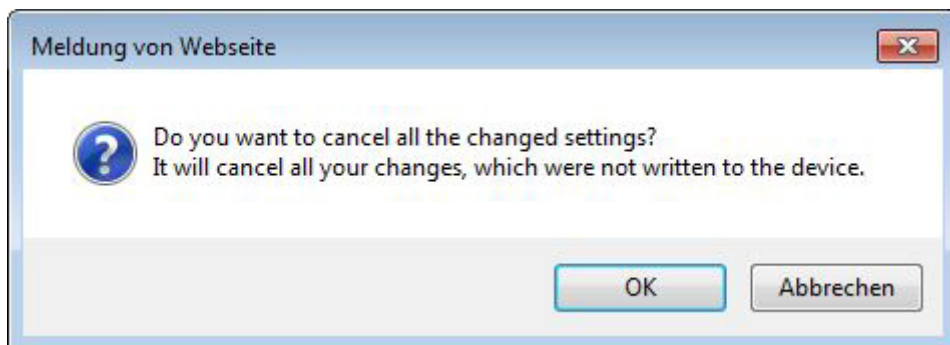 Meldung von Webseite
Do you want to cancel all the changed settings?
It will cancel all your changes, which were not written to the device.
OK
Abbrechen